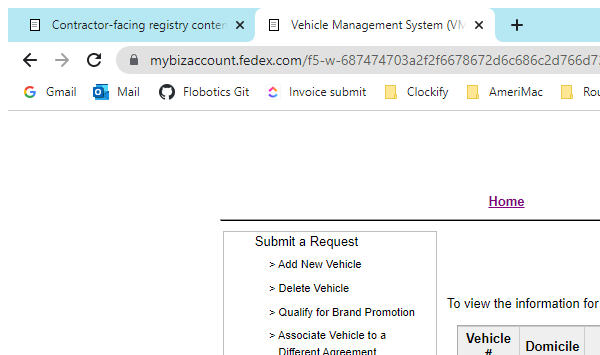 Contractor-facing registry conten
Vehicle Management System (VM
mybizaccount.fedex.com/f5-w-687474703a2f2f6678672d6c686c2d766d7
Gmail Mail Flobotics Git Invoice submit Clockify AmeriMac Rou
Home
Submit a Request
> Add New Vehicle
> Delete Vehicle
> Qualify for Brand Promotion
> Associate Vehicle to a
Different Agreement
To view the information for
Vehicle
#
Domicile